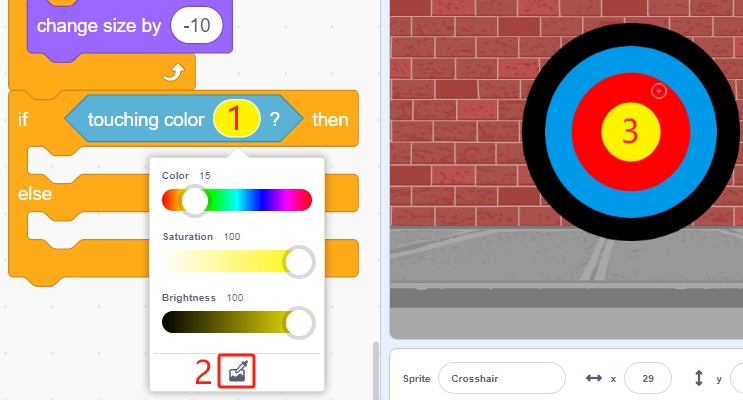 change size by -10
if touching color 1 ? then
Color 15
else
Saturation 100
Brightness 100
2
3
Sprite Crosshair x 29 y